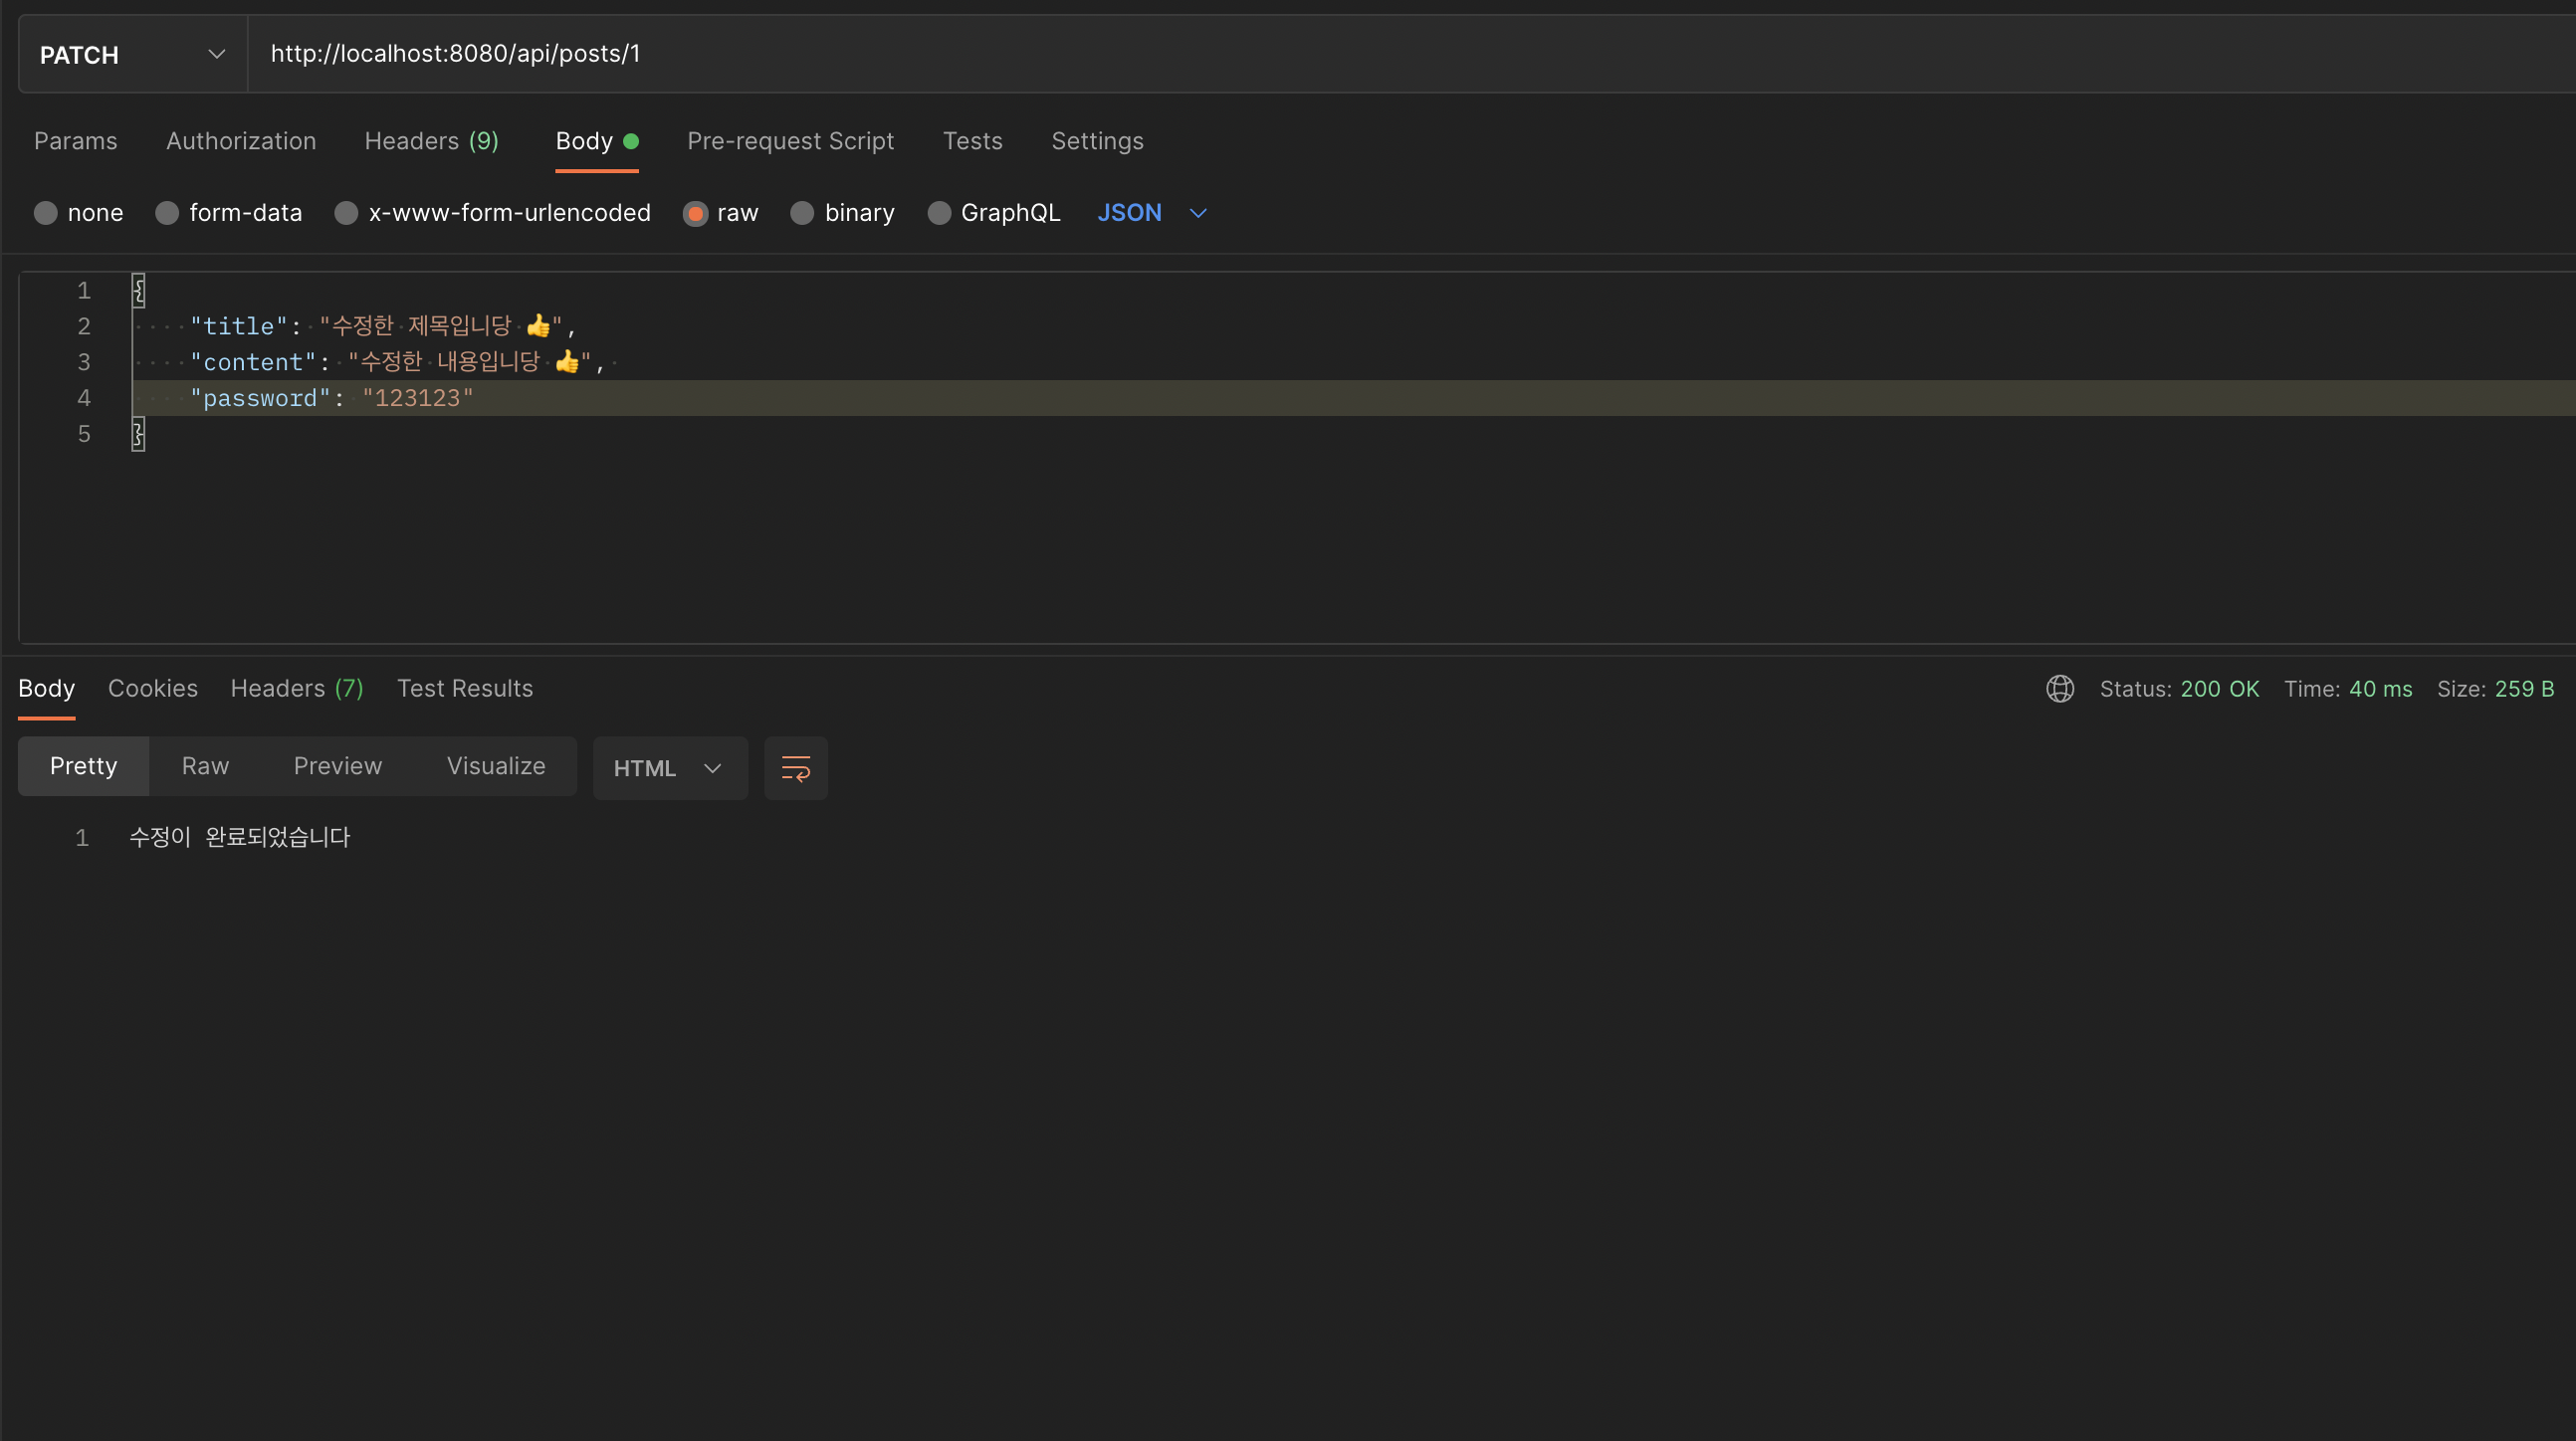 PATCH http://localhost:8080/api/posts/1
Params Authorization Headers (9) Body Pre-request Script Tests Settings
none form-data x-www-form-urlencoded raw binary GraphQL JSON
1 {
2 "title": "수정한 제목입니당 👍",
3 "content": "수정한 내용입니당 👍",
4 "password": "123123"
5 }
Body Cookies Headers (7) Test Results Status: 200 OK Time: 40 ms Size: 259 B
Pretty Raw Preview Visualize HTML
1 수정이 완료되었습니다